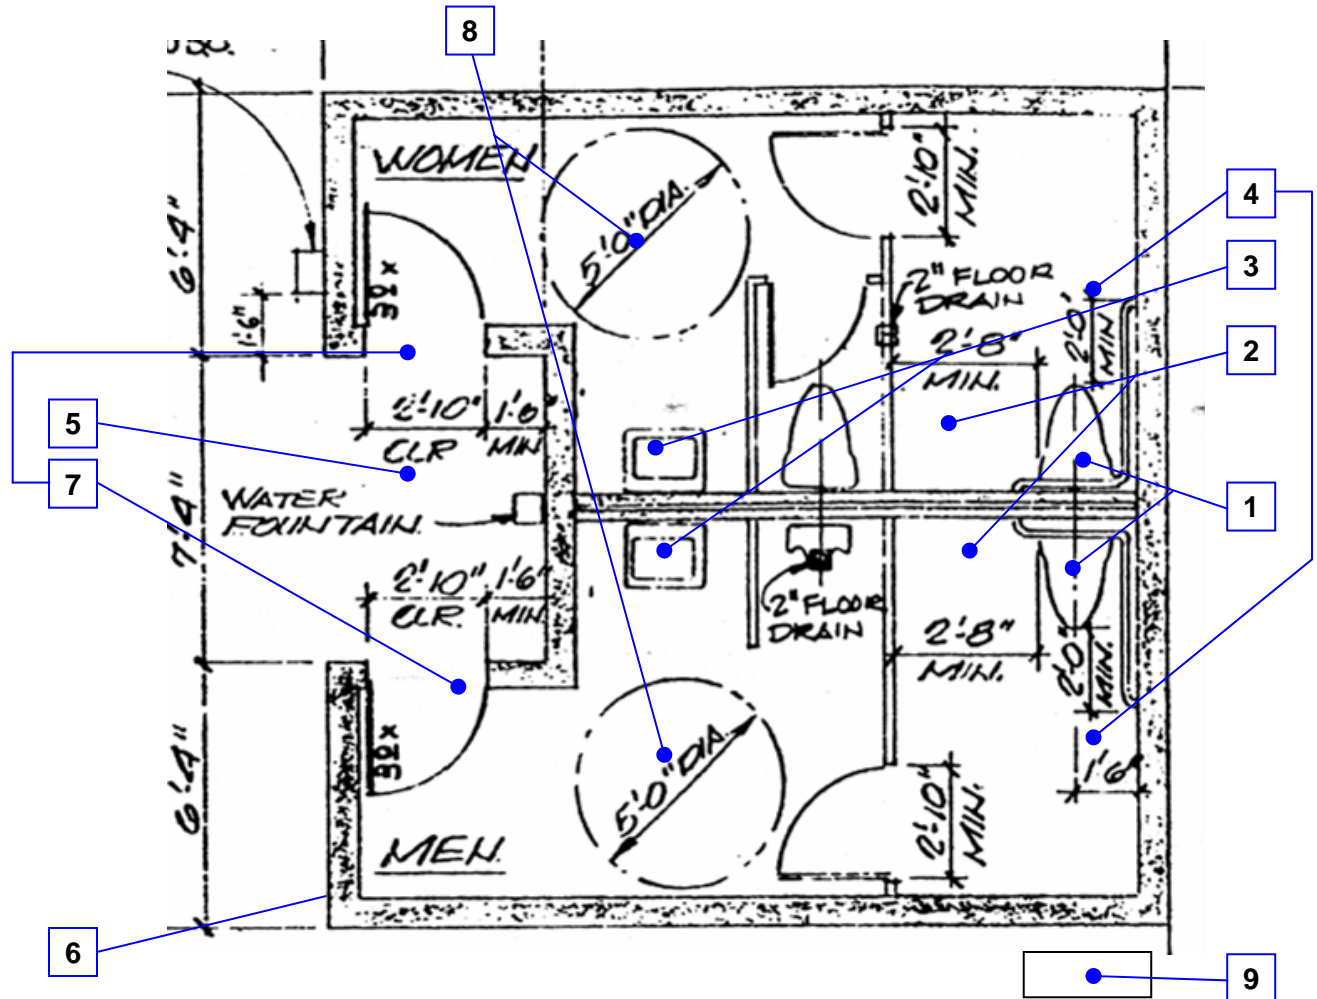 8
WOMEN
5'-0" DIA.
2'-10"
MIN.
4
3
2" FLOOR
DRAIN
6'-4"
1'-6"
2'-0"
MIN
2'-8"
MIN.
2
2'-10"
CLR
1'-6"
MIN
5
7
WATER
FOUNTAIN
1
7'-4"
2'-10"
CLR.
1'-6"
MIN.
2" FLOOR
DRAIN
2'-8"
MIN.
2'-0"
MIN.
1'-6"
5'-0" DIA.
2'-10"
MIN.
6'-4"
MEN.
6
9